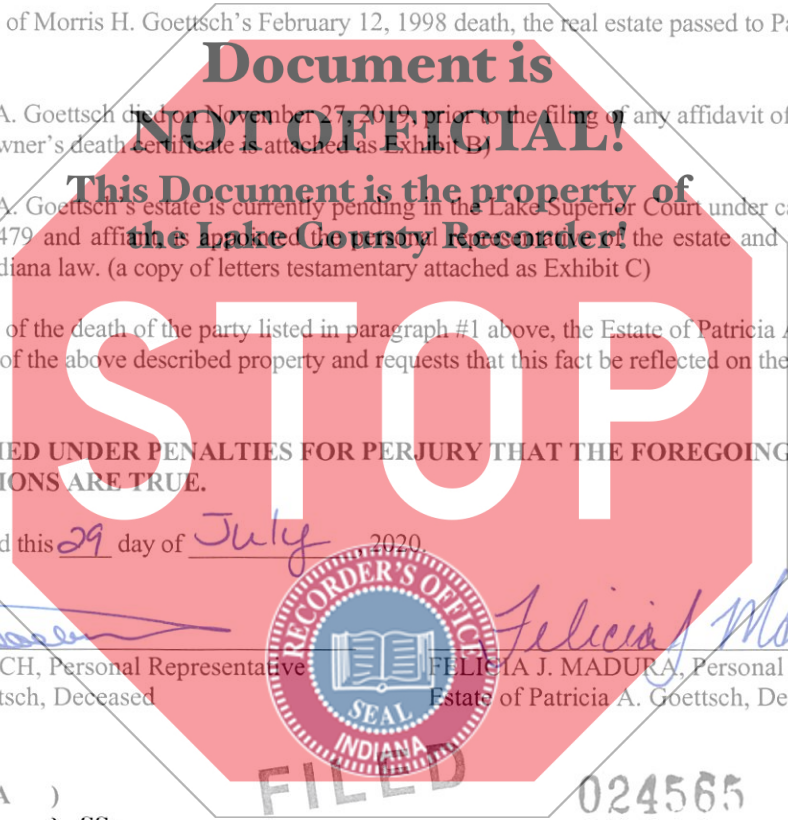 of Morris H. Goettsch's February 12, 1998 death, the real estate passed to Pa
Document is
A. Goettsch died on November 27, 2019, prior to the filing of any affidavit of
NOT OFFICIAL!
wner's death certificate is attached as Exhibit B)
This Document is the property of
A. Goettsch's estate is currently pending in the Lake Superior Court under ca
the Lake County Recorder!
479 and affiant, is appointed the personal representative of the estate and
diana law. (a copy of letters testamentary attached as Exhibit C)
of the death of the party listed in paragraph #1 above, the Estate of Patricia A
of the above described property and requests that this fact be reflected on the
STOP
IED UNDER PENALTIES FOR PERJURY THAT THE FOREGOING
IONS ARE TRUE.
d this 29 day of July, 2020.
RECORDER'S OFFICE
Felicia J Ma
CH, Personal Representative
FELICIA J. MADURA, Personal
tsch, Deceased
Estate of Patricia A. Goettsch, De
SEAL
INDIANA
FILED
024565
A )
) SS